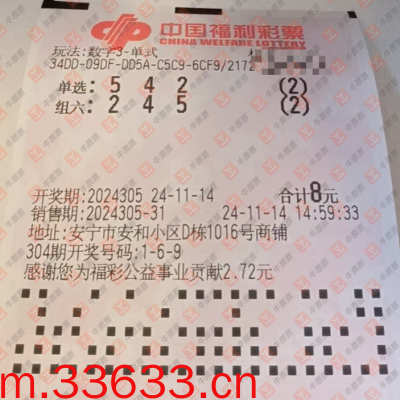 中国福利彩票
CHINA WELFARE LOTTERY
玩法:数字3-单式
34DD-09DF-DD5A-C5C9-6CF9/2172
单选: 5 4 2 (2)
组六: 2 4 5 (2)
开奖期:2024305 24-11-14 合计8元
销售期:2024305-31 24-11-14 14:59:33
地址:安宁市安和小区D栋1016号商铺
304期开奖号码:1-6-9
感谢您为福彩公益事业贡献2.72元
m.33633.cn